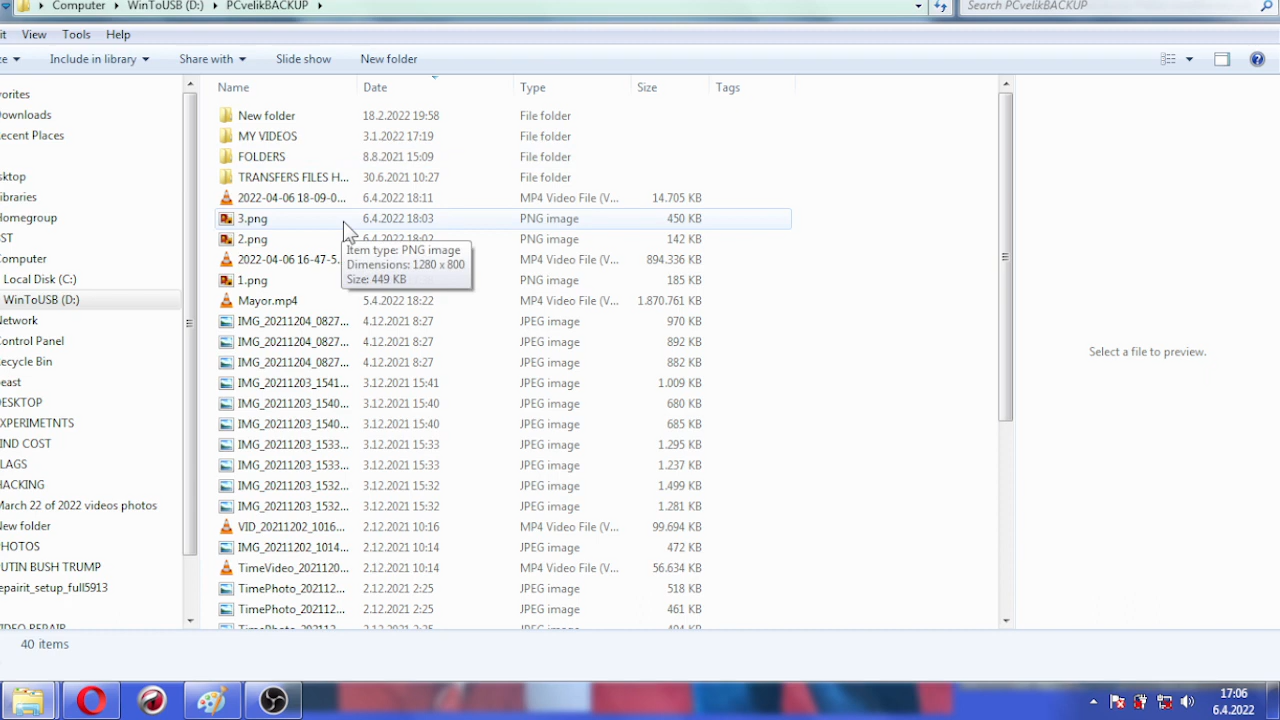 Computer ▸ WinToUSB (D:) ▸ PCvelikBACKUP ▸
Search PCvelikBACKUP
it View Tools Help
ze Include in library Share with Slide show New folder
Name Date Type Size Tags
New folder 18.2.2022 19:58 File folder
MY VIDEOS 3.1.2022 17:19 File folder
FOLDERS 8.8.2021 15:09 File folder
TRANSFERS FILES H... 30.6.2021 10:27 File folder
2022-04-06 18-09-0... 6.4.2022 18:11 MP4 Video File (V... 14.705 KB
3.png 6.4.2022 18:03 PNG image 450 KB
2.png 6.4.2022 18:02 PNG image 142 KB
2022-04-06 16-47-5... 894.336 KB MP4 Video File (V...
1.png PNG image 185 KB
Item type: PNG image
Dimensions: 1280 x 800
Size: 449 KB
Mayor.mp4 5.4.2022 18:22 MP4 Video File (V... 1.870.761 KB
IMG_20211204_0827... 4.12.2021 8:27 JPEG image 970 KB
IMG_20211204_0827... 4.12.2021 8:27 JPEG image 892 KB
IMG_20211204_0827... 4.12.2021 8:27 JPEG image 882 KB
IMG_20211203_1541... 3.12.2021 15:41 JPEG image 1.009 KB
IMG_20211203_1540... 3.12.2021 15:40 JPEG image 680 KB
IMG_20211203_1540... 3.12.2021 15:40 JPEG image 685 KB
IMG_20211203_1533... 3.12.2021 15:33 JPEG image 1.295 KB
IMG_20211203_1533... 3.12.2021 15:33 JPEG image 1.237 KB
IMG_20211203_1532... 3.12.2021 15:32 JPEG image 1.499 KB
IMG_20211203_1532... 3.12.2021 15:32 JPEG image 1.281 KB
VID_20211202_1016... 2.12.2021 10:16 MP4 Video File (V... 99.694 KB
IMG_20211202_1014... 2.12.2021 10:14 JPEG image 472 KB
TimeVideo_2021120... 2.12.2021 10:14 MP4 Video File (V... 56.634 KB
TimePhoto_202112... 2.12.2021 2:25 JPEG image 518 KB
TimePhoto_202112... 2.12.2021 2:25 JPEG image 461 KB
TimePhoto_202112... 2.12.2021 2:25 JPEG image 494 KB
avorites
ownloads
ecent Places
sktop
ibraries
Homegroup
ST
Computer
Local Disk (C:)
WinToUSB (D:)
Network
ontrol Panel
ecycle Bin
east
DESKTOP
XPERIMETNTS
IND COST
LAGS
HACKING
March 22 of 2022 videos photos
New folder
PHOTOS
UTIN BUSH TRUMP
epairit_setup_full5913
VIDEO REPAIR
Select a file to preview.
40 items
17:06
6.4.2022